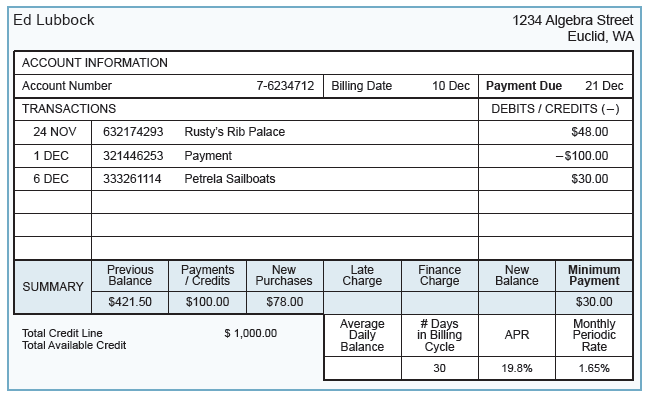 Ed Lubbock
1234 Algebra Street
Euclid, WA
ACCOUNT INFORMATION
Account Number 7-6234712 Billing Date 10 Dec Payment Due 21 Dec
TRANSACTIONS DEBITS / CREDITS (–)
24 NOV 632174293 Rusty's Rib Palace $48.00
1 DEC 321446253 Payment –$100.00
6 DEC 333261114 Petrela Sailboats $30.00
SUMMARY
Previous Balance Payments / Credits New Purchases Late Charge Finance Charge New Balance Minimum Payment
$421.50 $100.00 $78.00 $30.00
Total Credit Line $ 1,000.00
Total Available Credit
Average Daily Balance # Days in Billing Cycle APR Monthly Periodic Rate
30 19.8% 1.65%